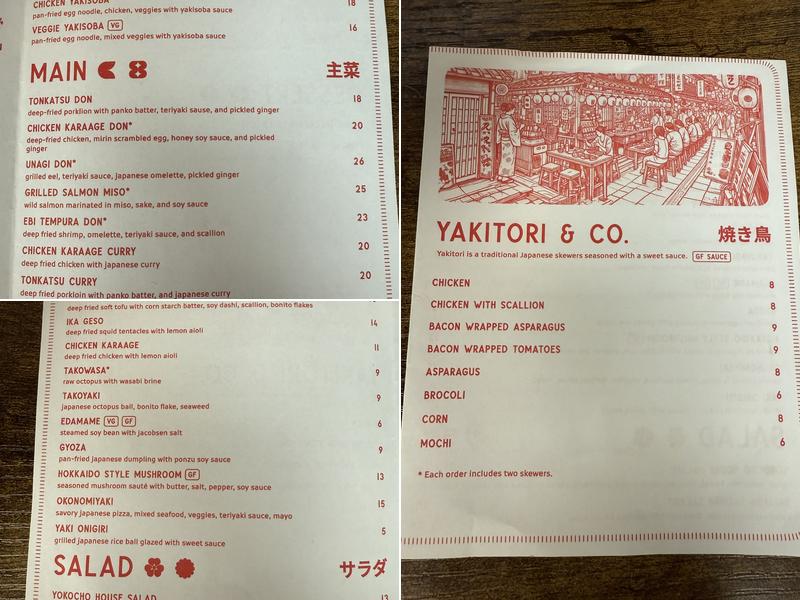 CHICKEN YAKISOBA 18
pan-fried egg noodle, chicken, veggies with yakisoba sauce
VEGGIE YAKISOBA VG 16
pan-fried egg noodle, mixed veggies with yakisoba sauce
MAIN 主菜
TONKATSU DON 18
deep-fried porklion with panko batter, teriyaki sause, and pickled ginger
CHICKEN KARAAGE DON* 20
deep-fried chicken, mirin scrambled egg, honey soy sauce, and pickled
ginger
UNAGI DON* 26
grilled eel, teriyaki sauce, japanese omelette, pickled ginger
GRILLED SALMON MISO* 25
wild salmon marinated in miso, sake, and soy sauce
EBI TEMPURA DON* 23
deep fried shrimp, omelette, teriyaki sauce, and scallion
CHICKEN KARAAGE CURRY 20
deep fried chicken with japanese curry
TONKATSU CURRY 20
deep fried porkloin with panko batter, and japanese curry
deep fried soft tofu with corn starch batter, soy dashi, scallion, bonito flakes
IKA GESO 14
deep fried squid tentacles with lemon aioli
CHICKEN KARAAGE 11
deep fried chicken with lemon aioli
TAKOWASA* 9
raw octopus with wasabi brine
TAKOYAKI 9
japanese octopus ball, bonito flake, seaweed
EDAMAME VG GF 6
steamed soy bean with jacobsen salt
GYOZA 9
pan-fried japanese dumpling with ponzu soy sauce
HOKKAIDO STYLE MUSHROOM GF 13
seasoned mushroom sauté with butter, salt, pepper, soy sauce
OKONOMIYAKI 15
savory japanese pizza, mixed seafood, veggies, teriyaki sauce, mayo
YAKI ONIGIRI 5
grilled japanese rice ball glazed with sweet sauce
SALAD サラダ
YOKOCHO HOUSE SALAD 13
YAKITORI & CO. 焼き鳥
Yakitori is a traditional Japanese skewers seasoned with a sweet sauce. GF SAUCE
CHICKEN 8
CHICKEN WITH SCALLION 8
BACON WRAPPED ASPARAGUS 9
BACON WRAPPED TOMATOES 9
ASPARAGUS 8
BROCOLI 6
CORN 8
MOCHI 6
* Each order includes two skewers.